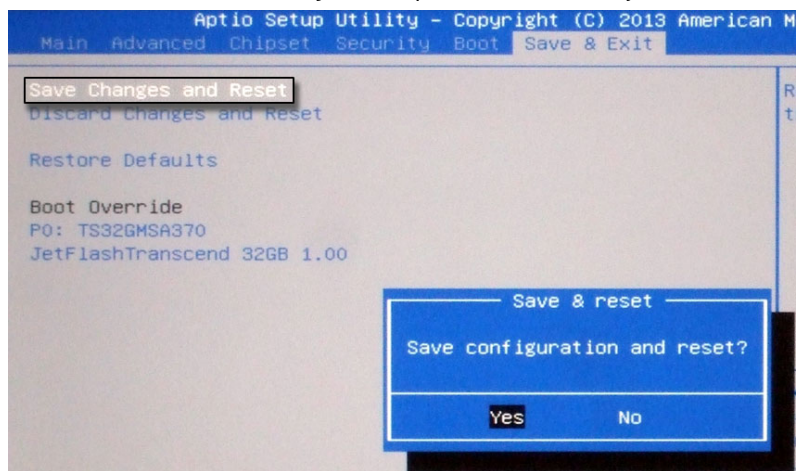 Aptio Setup Utility – Copyright (C) 2013 American M
Main Advanced Chipset Security Boot Save & Exit
Save Changes and Reset
Discard Changes and Reset
Restore Defaults
Boot Override
P0: TS32GMSA370
JetFlashTranscend 32GB 1.00
R
t
Save & reset
Save configuration and reset?
Yes No